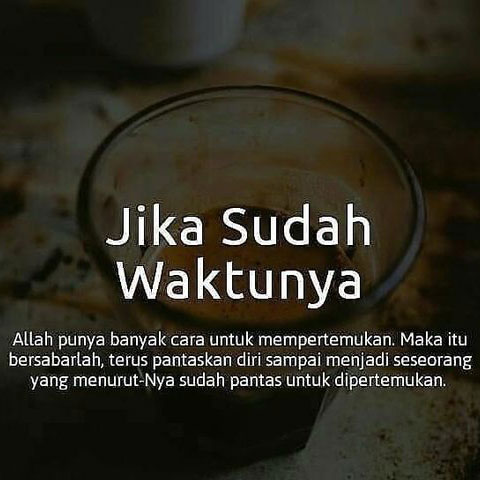 Jika Sudah
Waktunya
Allah punya banyak cara untuk mempertemukan. Maka itu
bersabarlah, terus pantaskan diri sampai menjadi seseorang
yang menurut-Nya sudah pantas untuk dipertemukan.